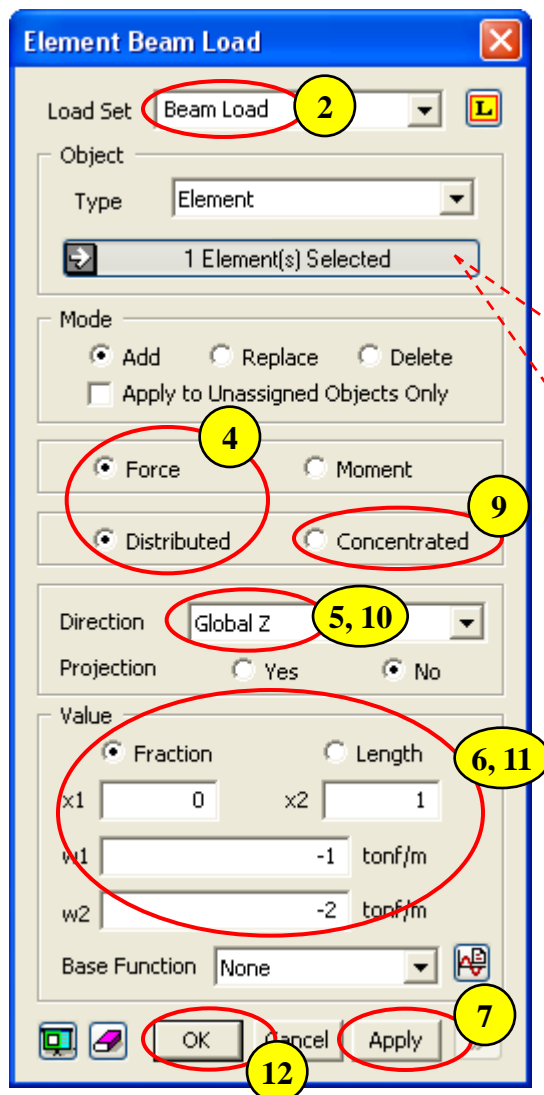 Element Beam Load
Load Set Beam Load 2 L
Object
Type Element
1 Element(s) Selected
Mode
Add Replace Delete
Apply to Unassigned Objects Only
4
Force Moment
9
Distributed Concentrated
Direction Global Z 5, 10
Projection Yes No
Value
Fraction Length 6, 11
x1 0 x2 1
w1 -1 tonf/m
w2 -2 tonf/m
Base Function None
OK Cancel Apply 7
12